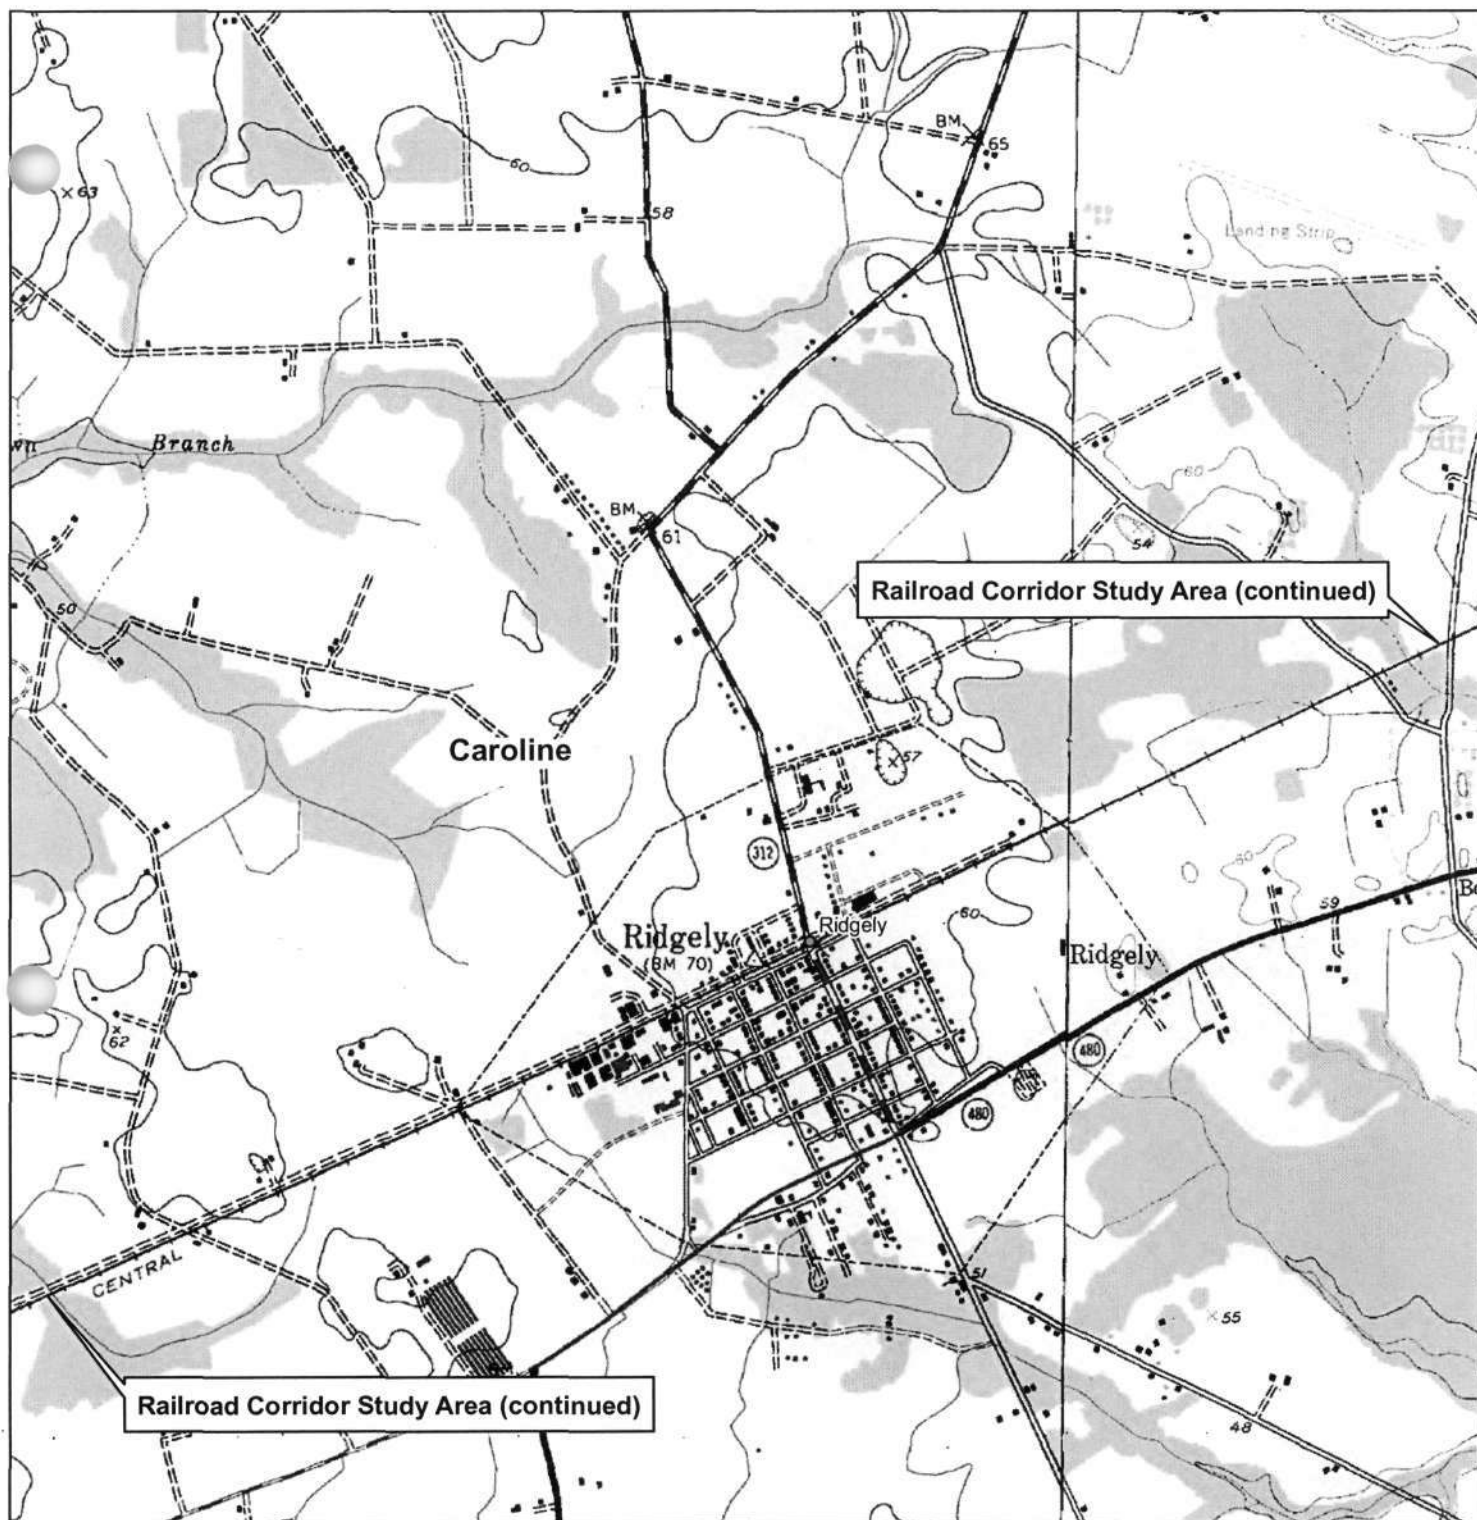 BM
65
60
63
58
Landing Strip
Branch
60
BM
61
54
Railroad Corridor Study Area (continued)
50
Caroline
57
312
60
59
Ridgely
Ridgely
(BM 70)
60
Ridgely
62
480
480
CENTRAL
51
55
Railroad Corridor Study Area (continued)
48